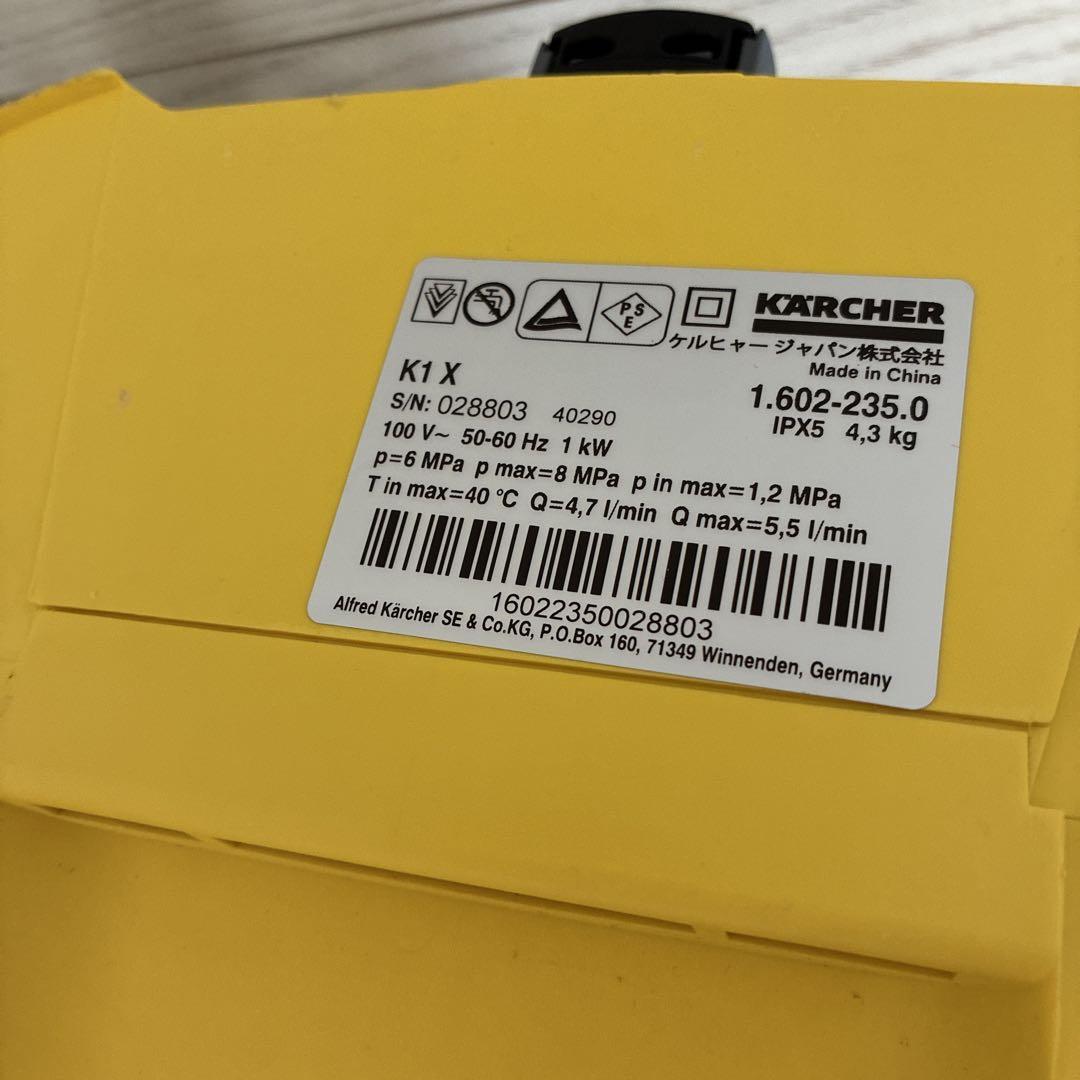 P S E
KÄRCHER
ケルヒャー ジャパン株式会社
Made in China
K1 X
1.602-235.0
S/N: 028803 40290
IPX5 4,3 kg
100 V~ 50-60 Hz 1 kW
p=6 MPa p max=8 MPa p in max=1,2 MPa
T in max=40 °C Q=4,7 l/min Q max=5,5 l/min
16022350028803
Alfred Kärcher SE & Co.KG, P.O.Box 160, 71349 Winnenden, Germany